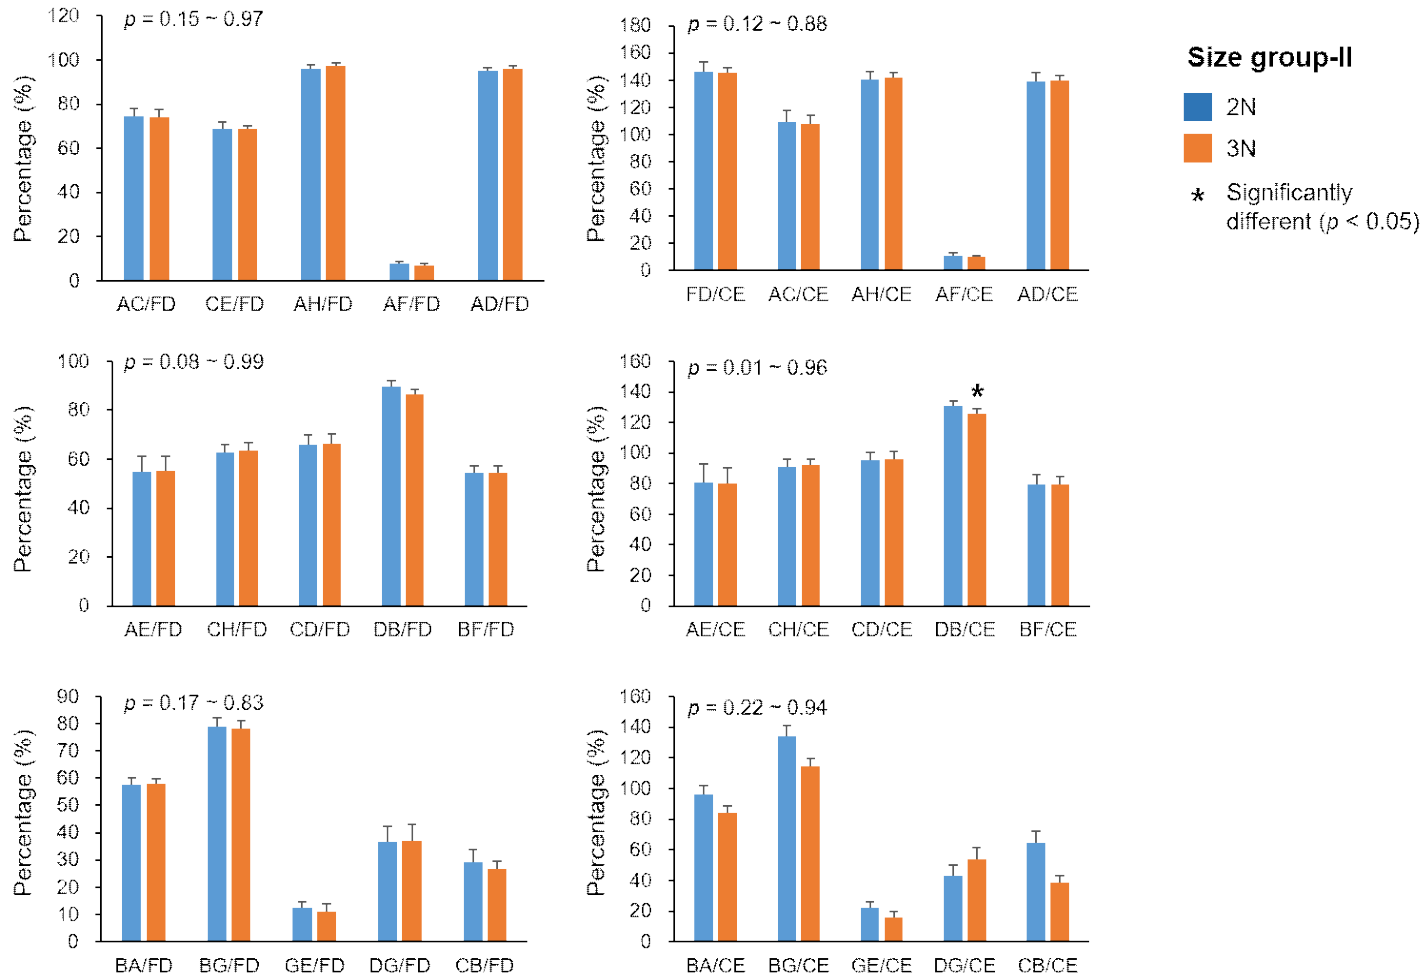 p = 0.15 ~ 0.97
Percentage (%)
120
100
80
60
40
20
0
AC/FD CE/FD AH/FD AF/FD AD/FD
p = 0.12 ~ 0.88
Percentage (%)
180
160
140
120
100
80
60
40
20
0
FD/CE AC/CE AH/CE AF/CE AD/CE
Size group-II
2N
3N
* Significantly
different (p < 0.05)
p = 0.08 ~ 0.99
Percentage (%)
100
80
60
40
20
0
AE/FD CH/FD CD/FD DB/FD BF/FD
p = 0.01 ~ 0.96
Percentage (%)
160
140
120
100
80
60
40
20
0
*
AE/CE CH/CE CD/CE DB/CE BF/CE
p = 0.17 ~ 0.83
Percentage (%)
90
80
70
60
50
40
30
20
10
0
BA/FD BG/FD GE/FD DG/FD CB/FD
p = 0.22 ~ 0.94
Percentage (%)
160
140
120
100
80
60
40
20
0
BA/CE BG/CE GE/CE DG/CE CB/CE